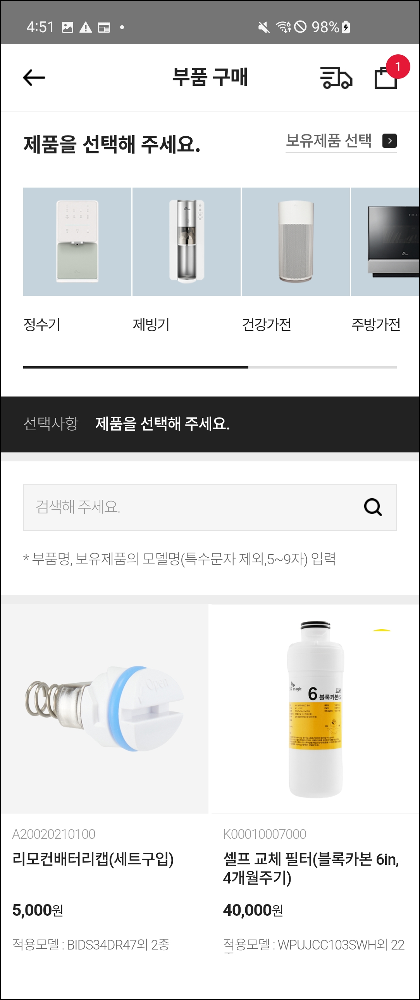 4:51
98%
부품 구매
1
제품을 선택해 주세요.
보유제품 선택
정수기
제빙기
건강가전
주방가전
선택사항 제품을 선택해 주세요.
검색해 주세요.
* 부품명, 보유제품의 모델명(특수문자 제외,5~9자) 입력
Open
magic
6
블록카본(S)
A20020210100
리모컨배터리캡(세트구입)
5,000원
적용모델 : BIDS34DR47외 2종
K00010007000
셀프 교체 필터(블록카본 6in,
4개월주기)
40,000원
적용모델 : WPUJCC103SWH외 22